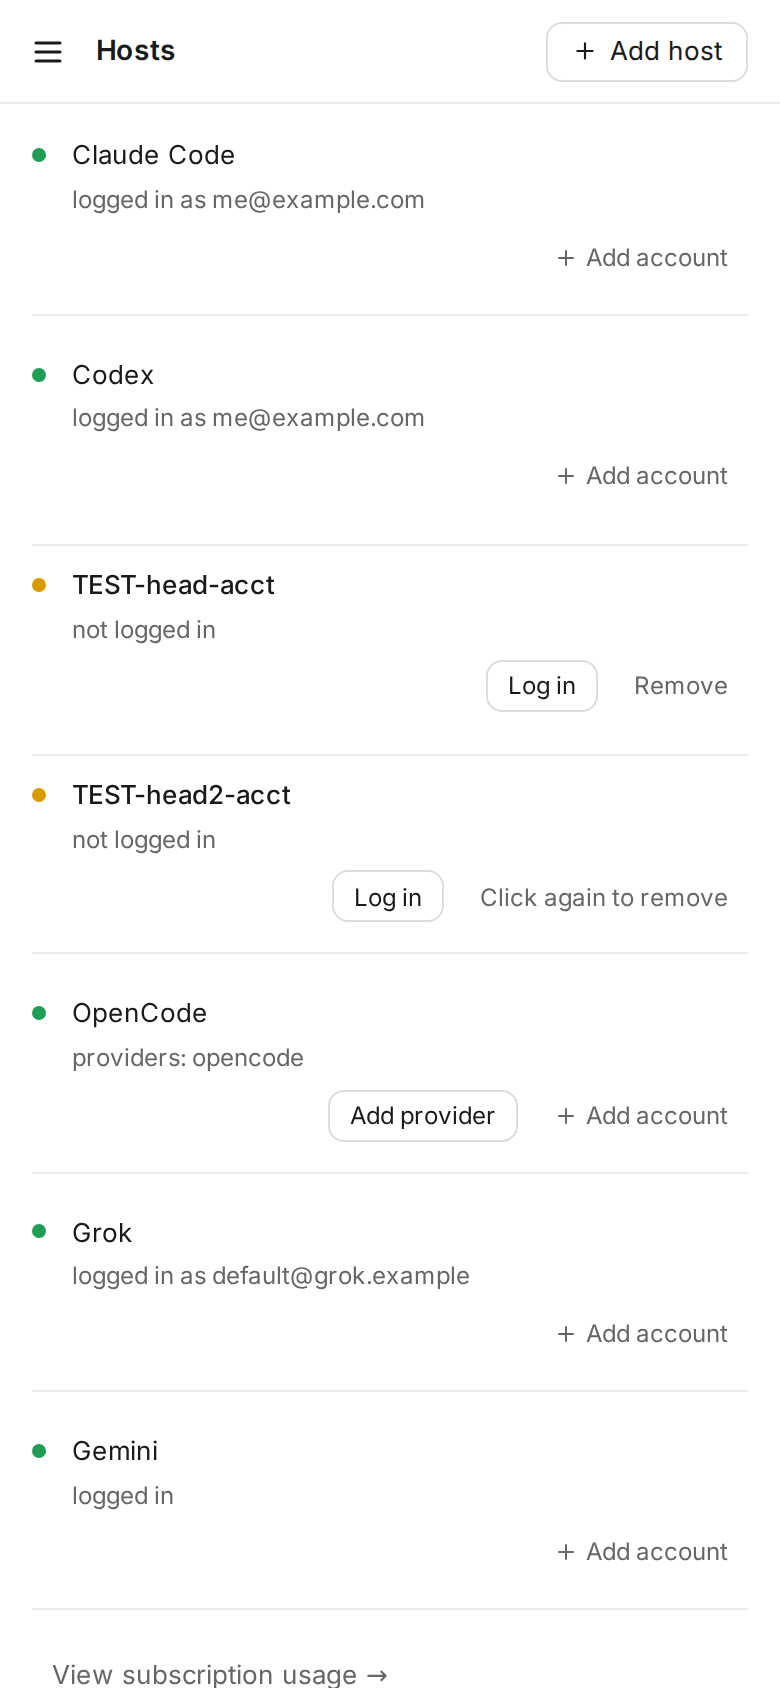 Hosts
+ Add host
Claude Code
logged in as me@example.com
+ Add account
Codex
logged in as me@example.com
+ Add account
TEST-head-acct
not logged in
Log in Remove
TEST-head2-acct
not logged in
Log in Click again to remove
OpenCode
providers: opencode
Add provider + Add account
Grok
logged in as default@grok.example
+ Add account
Gemini
logged in
+ Add account
View subscription usage →